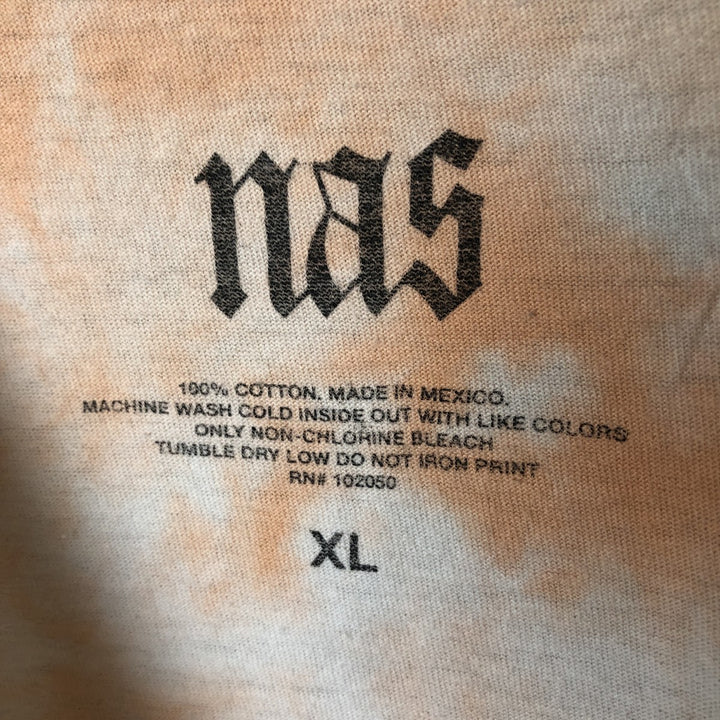 nas
100% COTTON. MADE IN MEXICO.
MACHINE WASH COLD INSIDE OUT WITH LIKE COLORS
ONLY NON-CHLORINE BLEACH
TUMBLE DRY LOW DO NOT IRON PRINT
RN# 102050
XL